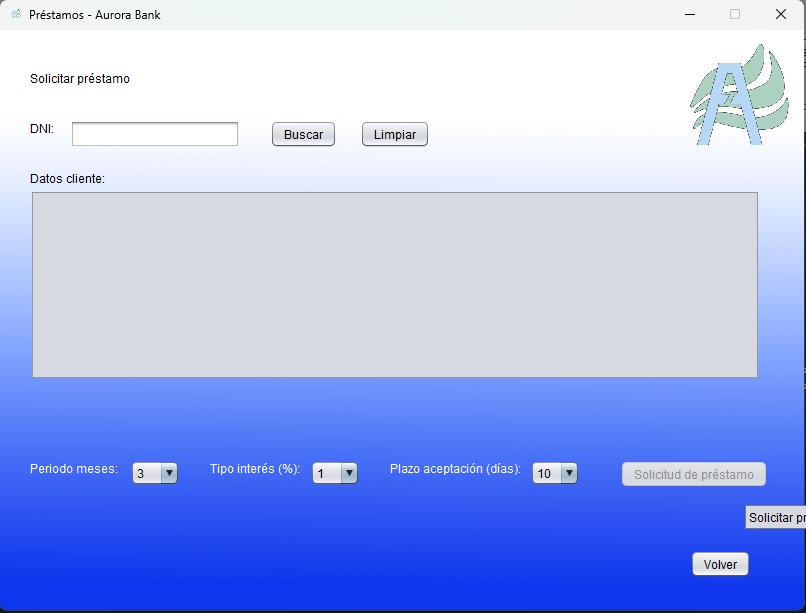 Préstamos - Aurora Bank
Solicitar préstamo
DNI: Buscar Limpiar
Datos cliente:
Periodo meses: 3 Tipo interés (%): 1 Plazo aceptación (días): 10 Solicitud de préstamo
Solicitar pr
Volver